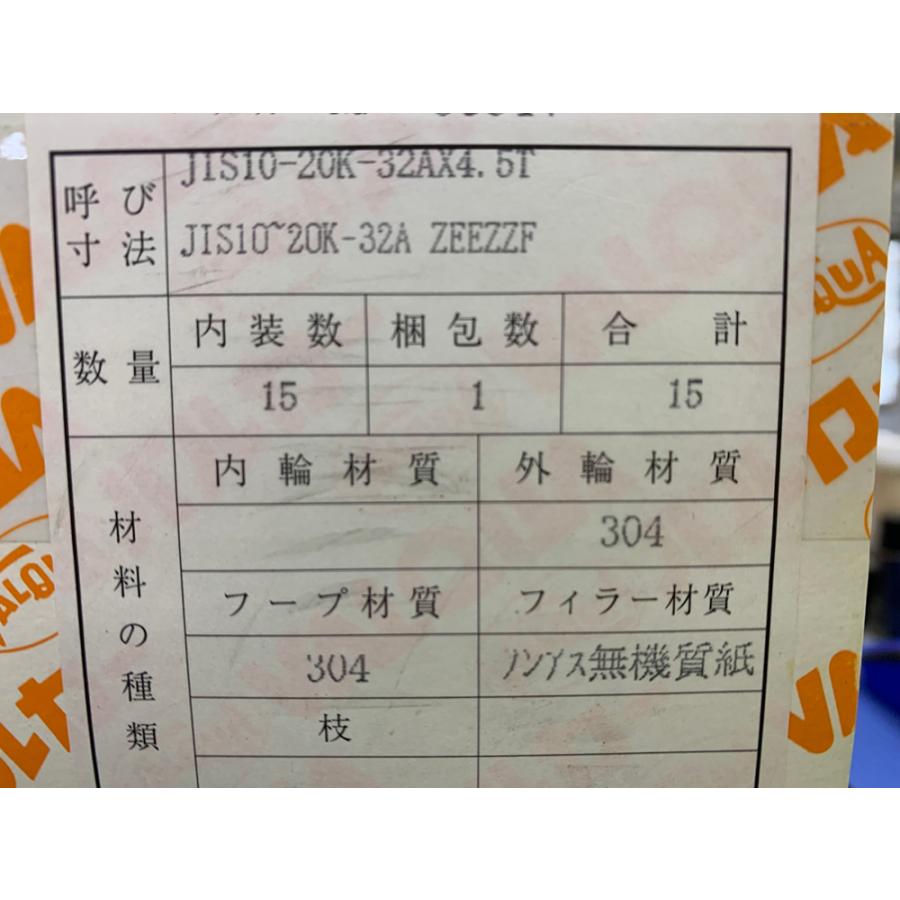 JIS10-20K-32AX4.5T
呼び寸法
JIS10~20K-32A ZEEZZF
数量
内装数 梱包数 合計
15 1 15
材料の種類
内輪材質 外輪材質
304
フープ材質 フィラー材質
304 ノンアス無機質紙
枝